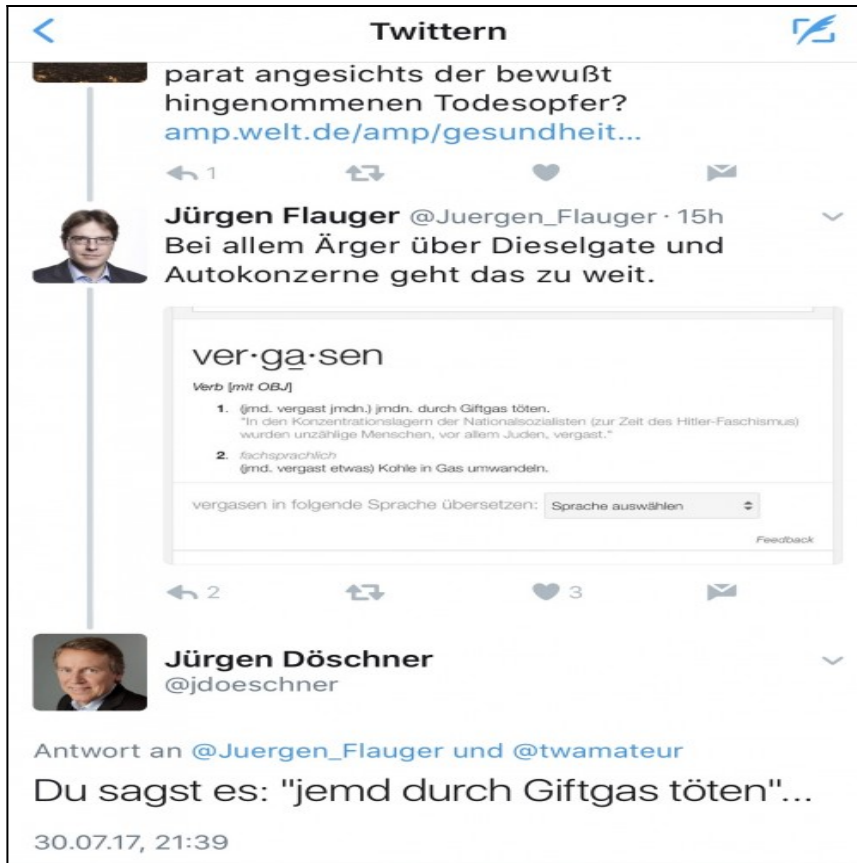 Twittern
parat angesichts der bewußt
hingenommenen Todesopfer?
amp.welt.de/amp/gesundheit...
1
Jürgen Flauger @Juergen_Flauger · 15h
Bei allem Ärger über Dieselgate und
Autokonzerne geht das zu weit.
ver·ga·sen
Verb [mit OBJ]
1. (jmd. vergast jmdn.) jmdn. durch Giftgas töten.
"In den Konzentrationslagern der Nationalsozialisten (zur Zeit des Hitler-Faschismus)
wurden unzählige Menschen, vor allem Juden, vergast."
2. fachsprachlich
(jmd. vergast etwas) Kohle in Gas umwandeln.
vergasen in folgende Sprache übersetzen: Sprache auswählen
Feedback
2 3
Jürgen Döschner
@jdoeschner
Antwort an @Juergen_Flauger und @twamateur
Du sagst es: "jemd durch Giftgas töten"...
30.07.17, 21:39